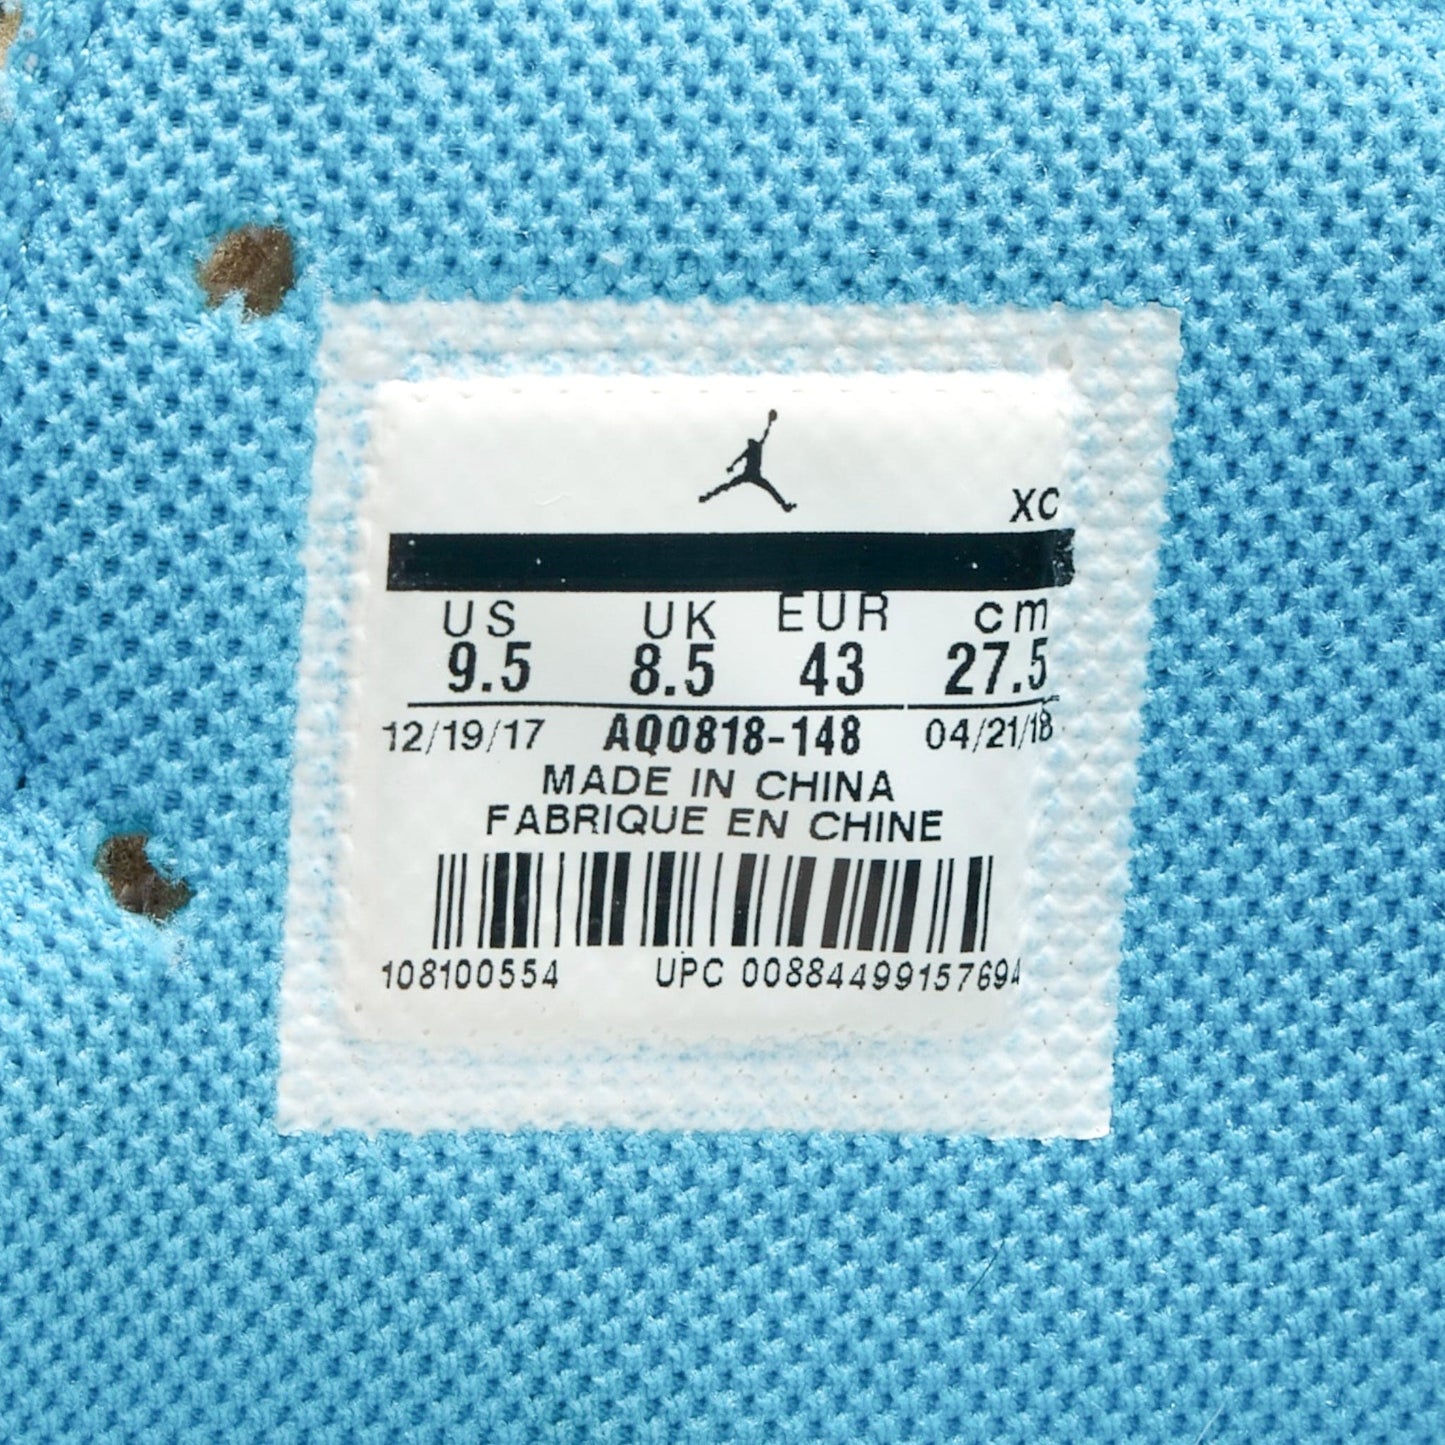 XC
US UK EUR cm
9.5 8.5 43 27.5
12/19/17 AQ0818-148 04/21/18
MADE IN CHINA
FABRIQUE EN CHINE
108100554 UPC 00884499157694